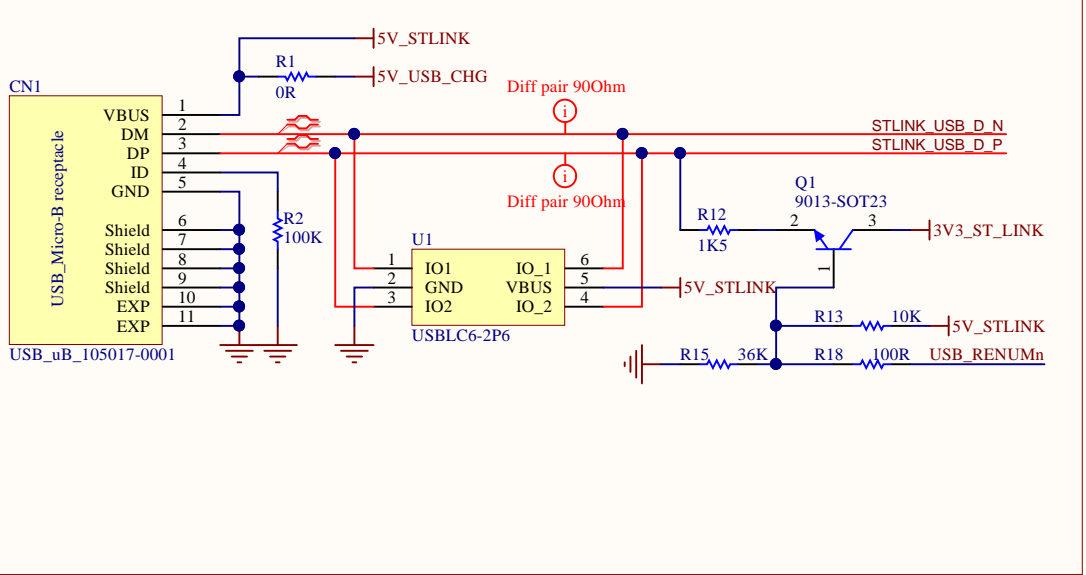 5V_STLINK
R1
0R
5V_USB_CHG
CN1
USB_Micro-B receptacle
VBUS 1
DM 2
DP 3
ID 4
GND 5
Shield 6
Shield 7
Shield 8
Shield 9
EXP 10
EXP 11
USB_uB_105017-0001
R2
100K
Diff pair 90Ohm
i
STLINK_USB_D_N
STLINK_USB_D_P
i
Diff pair 90Ohm
U1
1 IO1 IO_1 6
2 GND VBUS 5
3 IO2 IO_2 4
USBLC6-2P6
5V_STLINK
R12
1K5
Q1
9013-SOT23
2 3
1
3V3_ST_LINK
R13 10K
5V_STLINK
R15 36K
R18 100R
USB_RENUMn